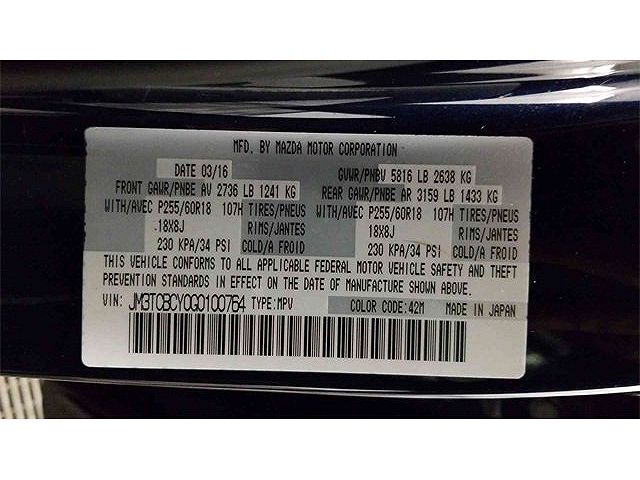 MFD. BY MAZDA MOTOR CORPORATION
DATE 03/16 GVWR/PNBV 5816 LB 2638 KG
FRONT GAWR/PNBE AV 2736 LB 1241 KG REAR GAWR/PNBE AR 3159 LB 1433 KG
WITH/AVEC P255/60R18 107H TIRES/PNEUS WITH/AVEC P255/60R18 107H TIRES/PNEUS
18X8J RIMS/JANTES 18X8J RIMS/JANTES
230 KPA/34 PSI COLD/A FROID 230 KPA/34 PSI COLD/A FROID
THIS VEHICLE CONFORMS TO ALL APPLICABLE FEDERAL MOTOR VEHICLE SAFETY AND THEFT
PREVENTION STANDARDS IN EFFECT ON THE DATE OF MANUFACTURE SHOWN ABOVE.
VIN: JM3TCBCY0G0100764 TYPE:MPV COLOR CODE:42M MADE IN JAPAN